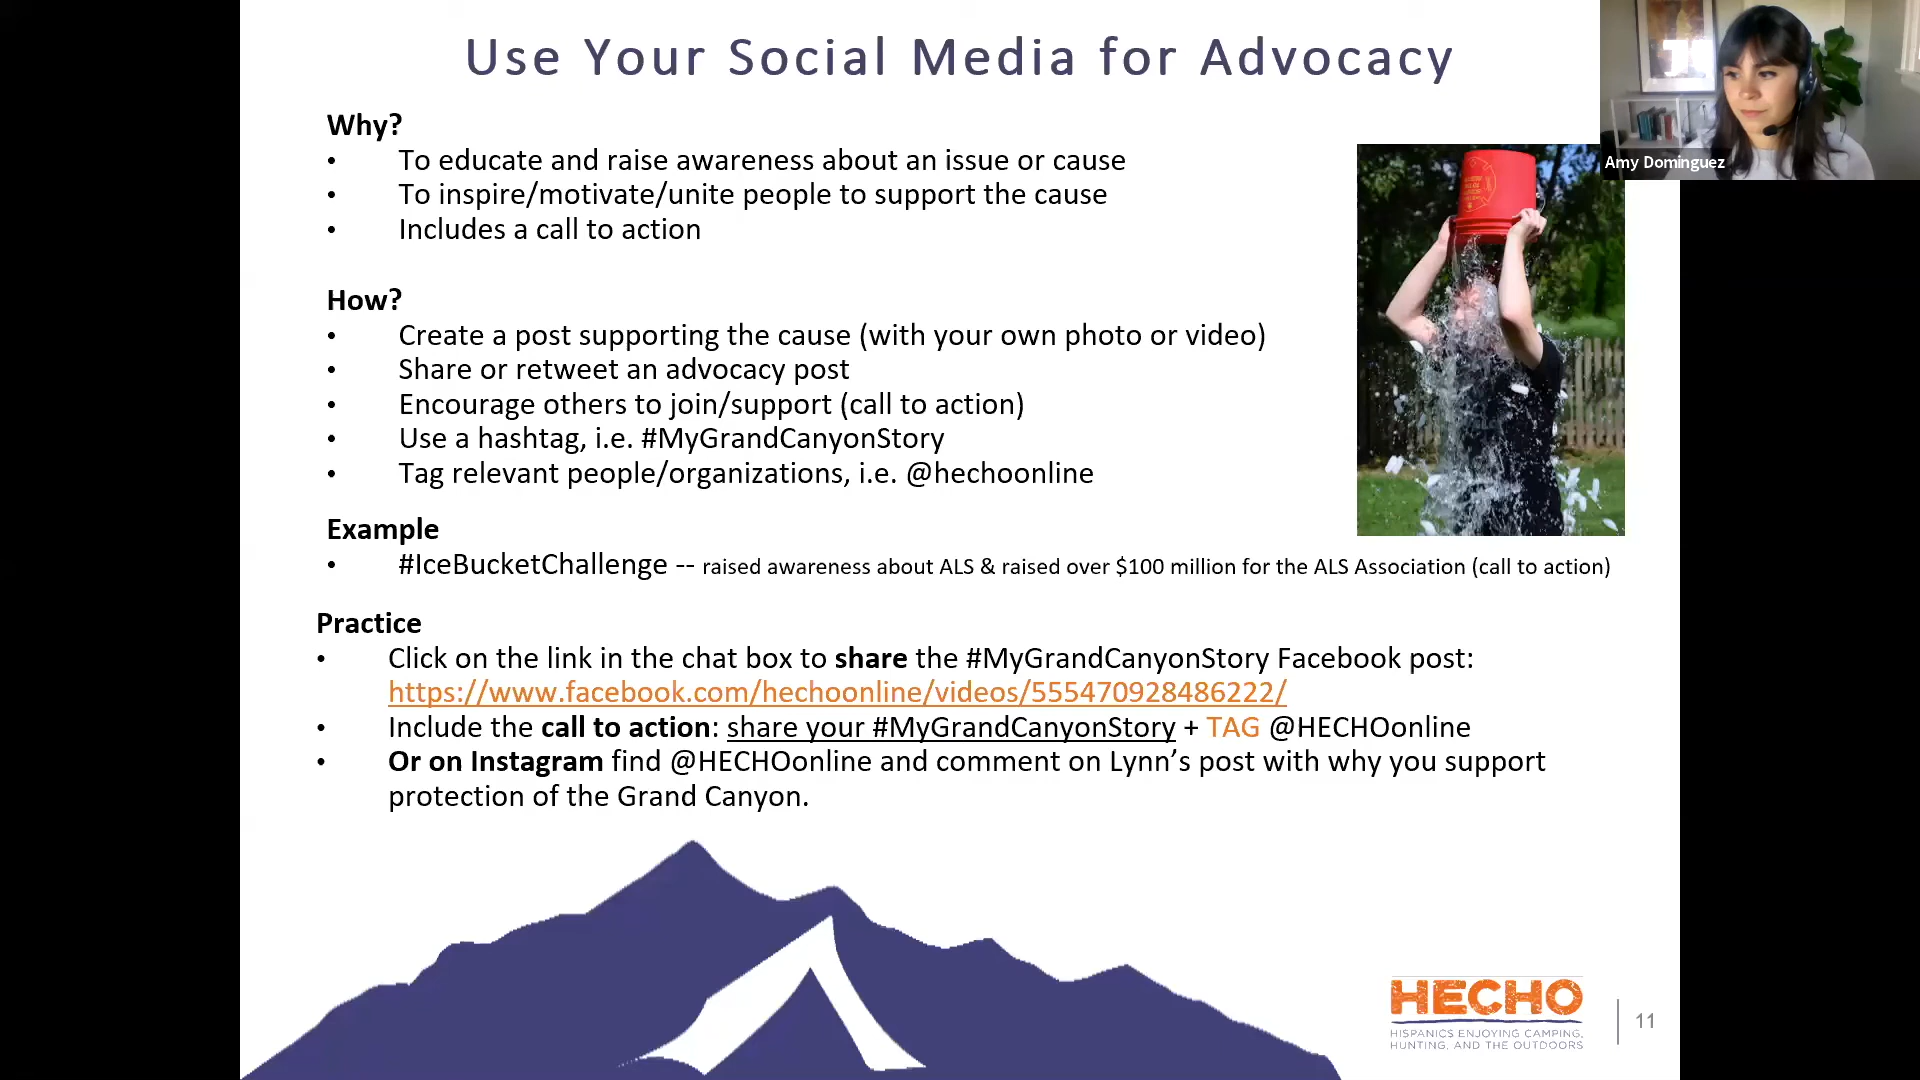 Use Your Social Media for Advocacy
Amy Dominguez
Why?
• To educate and raise awareness about an issue or cause
• To inspire/motivate/unite people to support the cause
• Includes a call to action
How?
• Create a post supporting the cause (with your own photo or video)
• Share or retweet an advocacy post
• Encourage others to join/support (call to action)
• Use a hashtag, i.e. #MyGrandCanyonStory
• Tag relevant people/organizations, i.e. @hechoonline
Example
• #IceBucketChallenge -- raised awareness about ALS & raised over $100 million for the ALS Association (call to action)
Practice
• Click on the link in the chat box to share the #MyGrandCanyonStory Facebook post:
https://www.facebook.com/hechoonline/videos/555470928486222/
• Include the call to action: share your #MyGrandCanyonStory + TAG @HECHOonline
• Or on Instagram find @HECHOonline and comment on Lynn’s post with why you support
protection of the Grand Canyon.
HECHO
HISPANICS ENJOYING CAMPING,
HUNTING, AND THE OUTDOORS
11